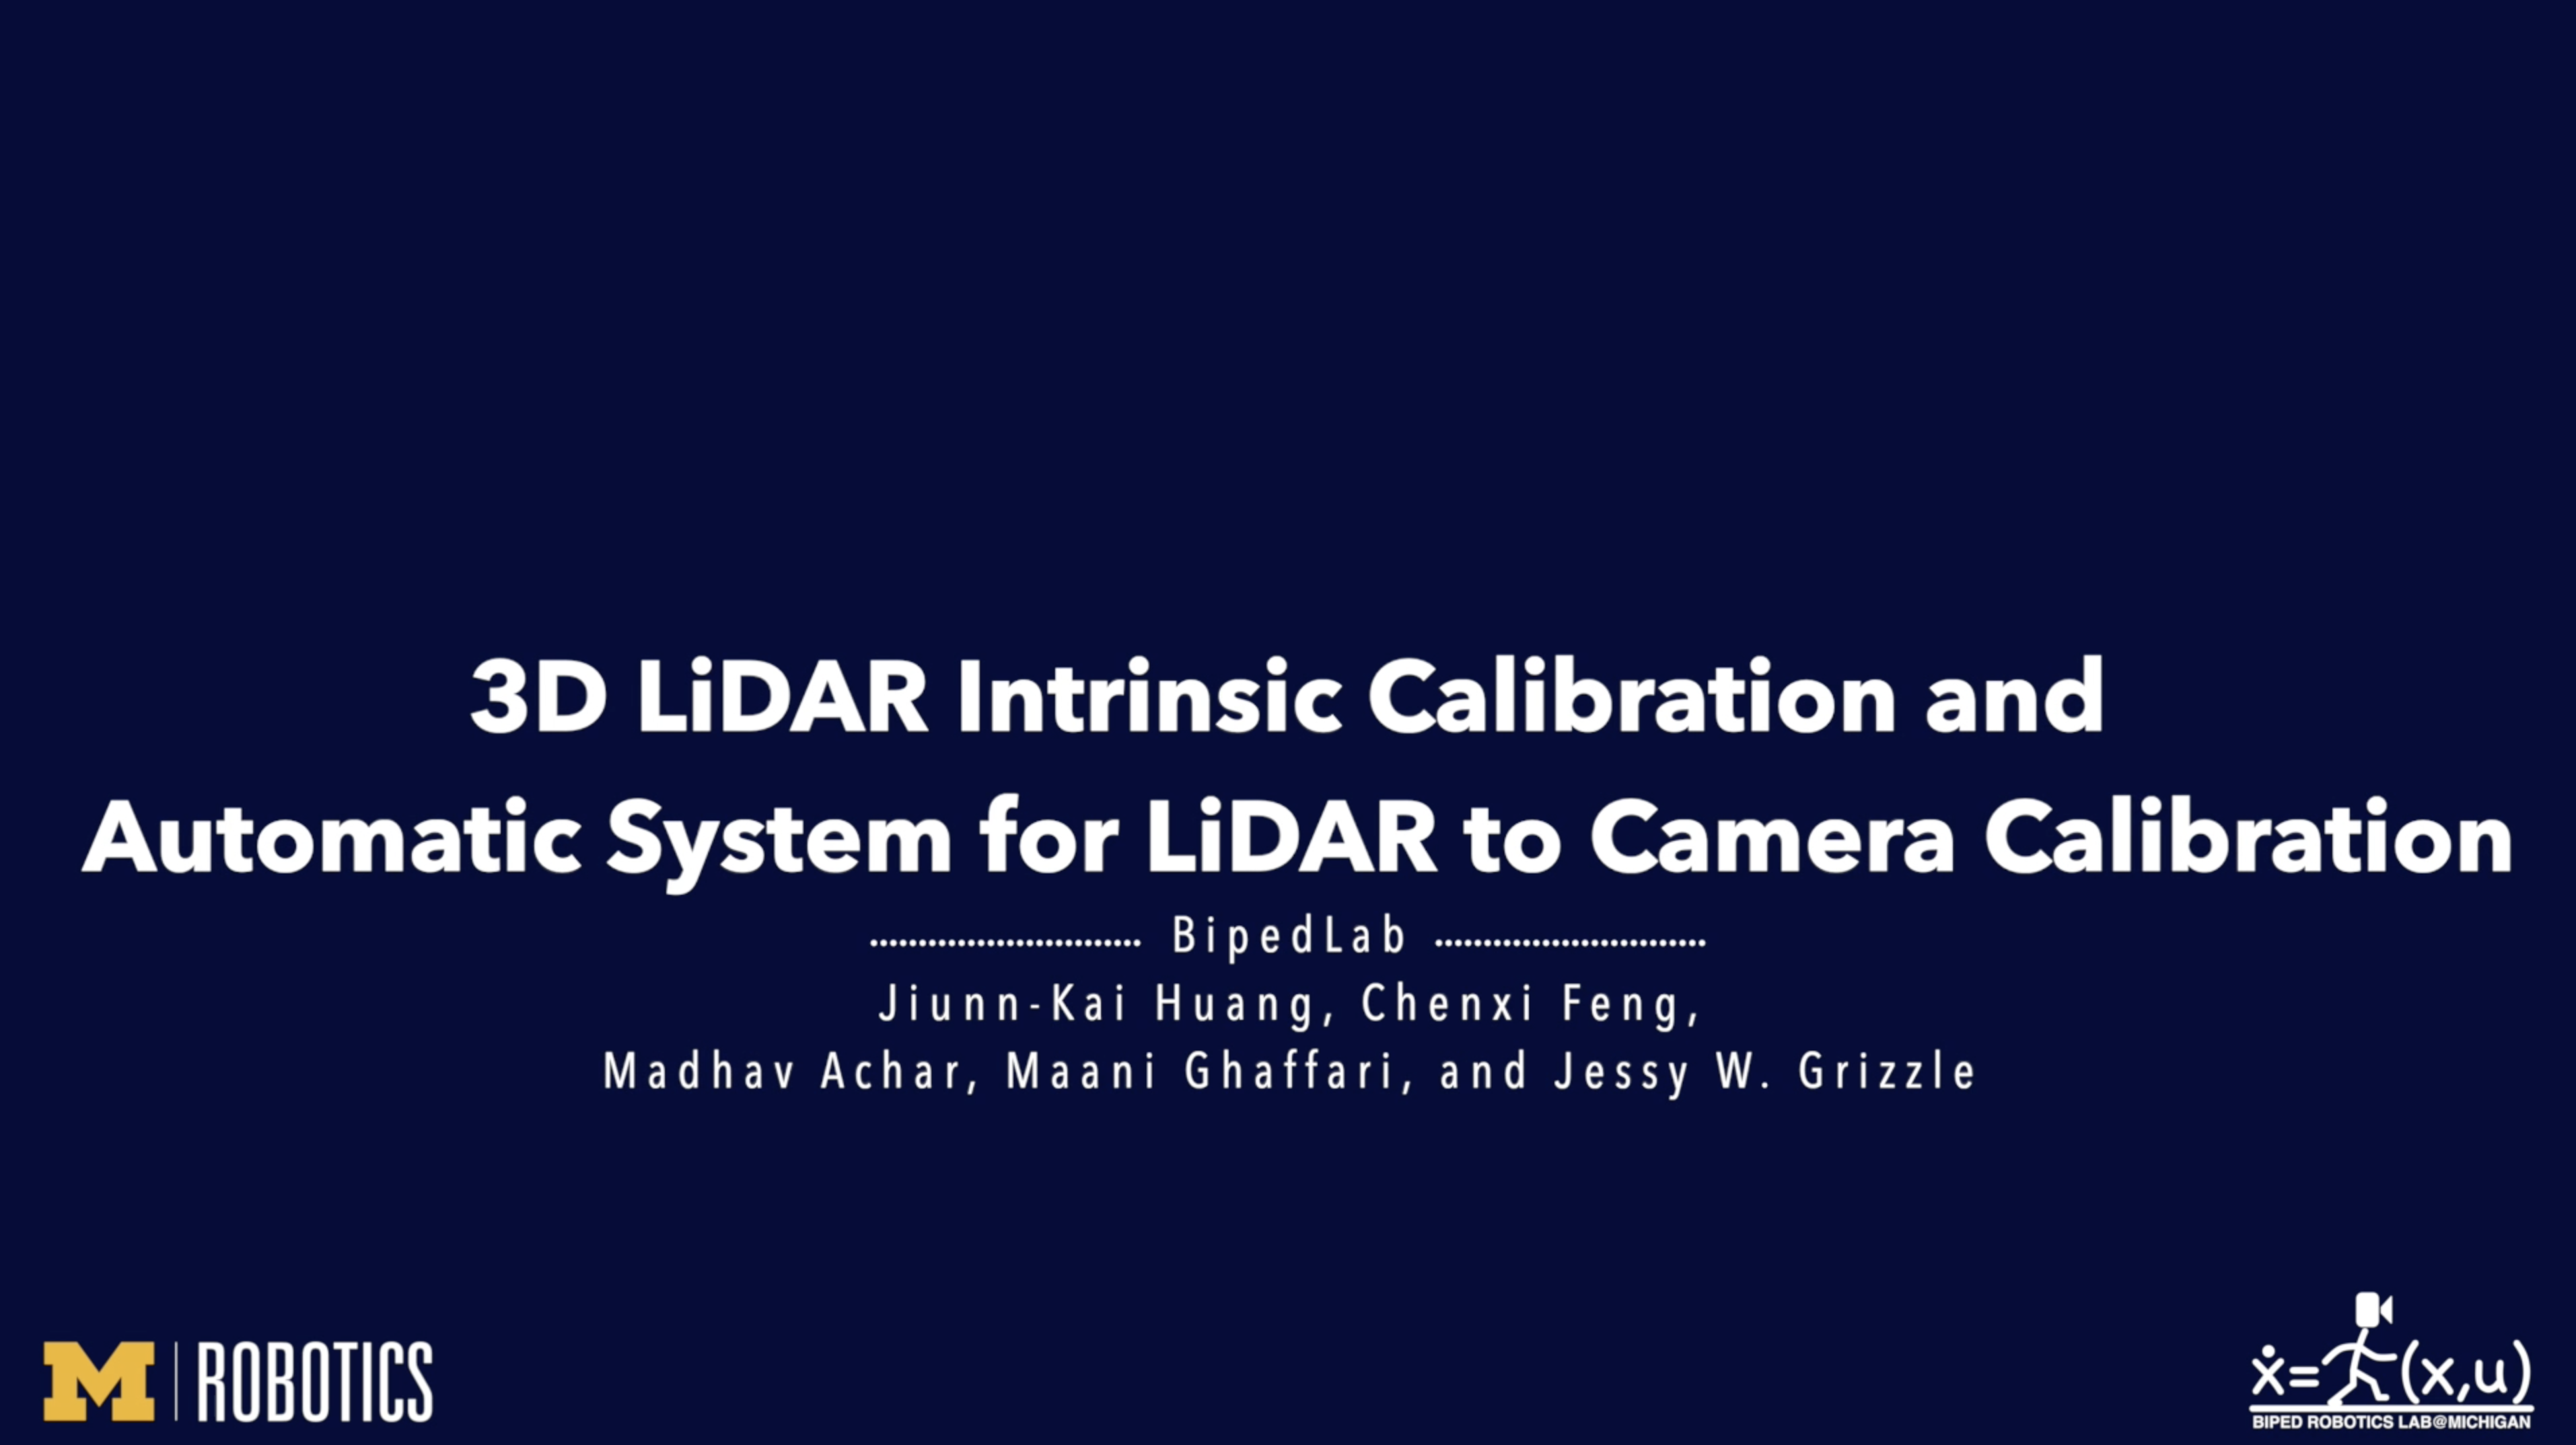 3D LiDAR Intrinsic Calibration and
Automatic System for LiDAR to Camera Calibration
BipedLab
Jiunn-Kai Huang, Chenxi Feng,
Madhav Achar, Maani Ghaffari, and Jessy W. Grizzle
M | ROBOTICS
ẋ= (x,u)
BIPED ROBOTICS LAB@MICHIGAN